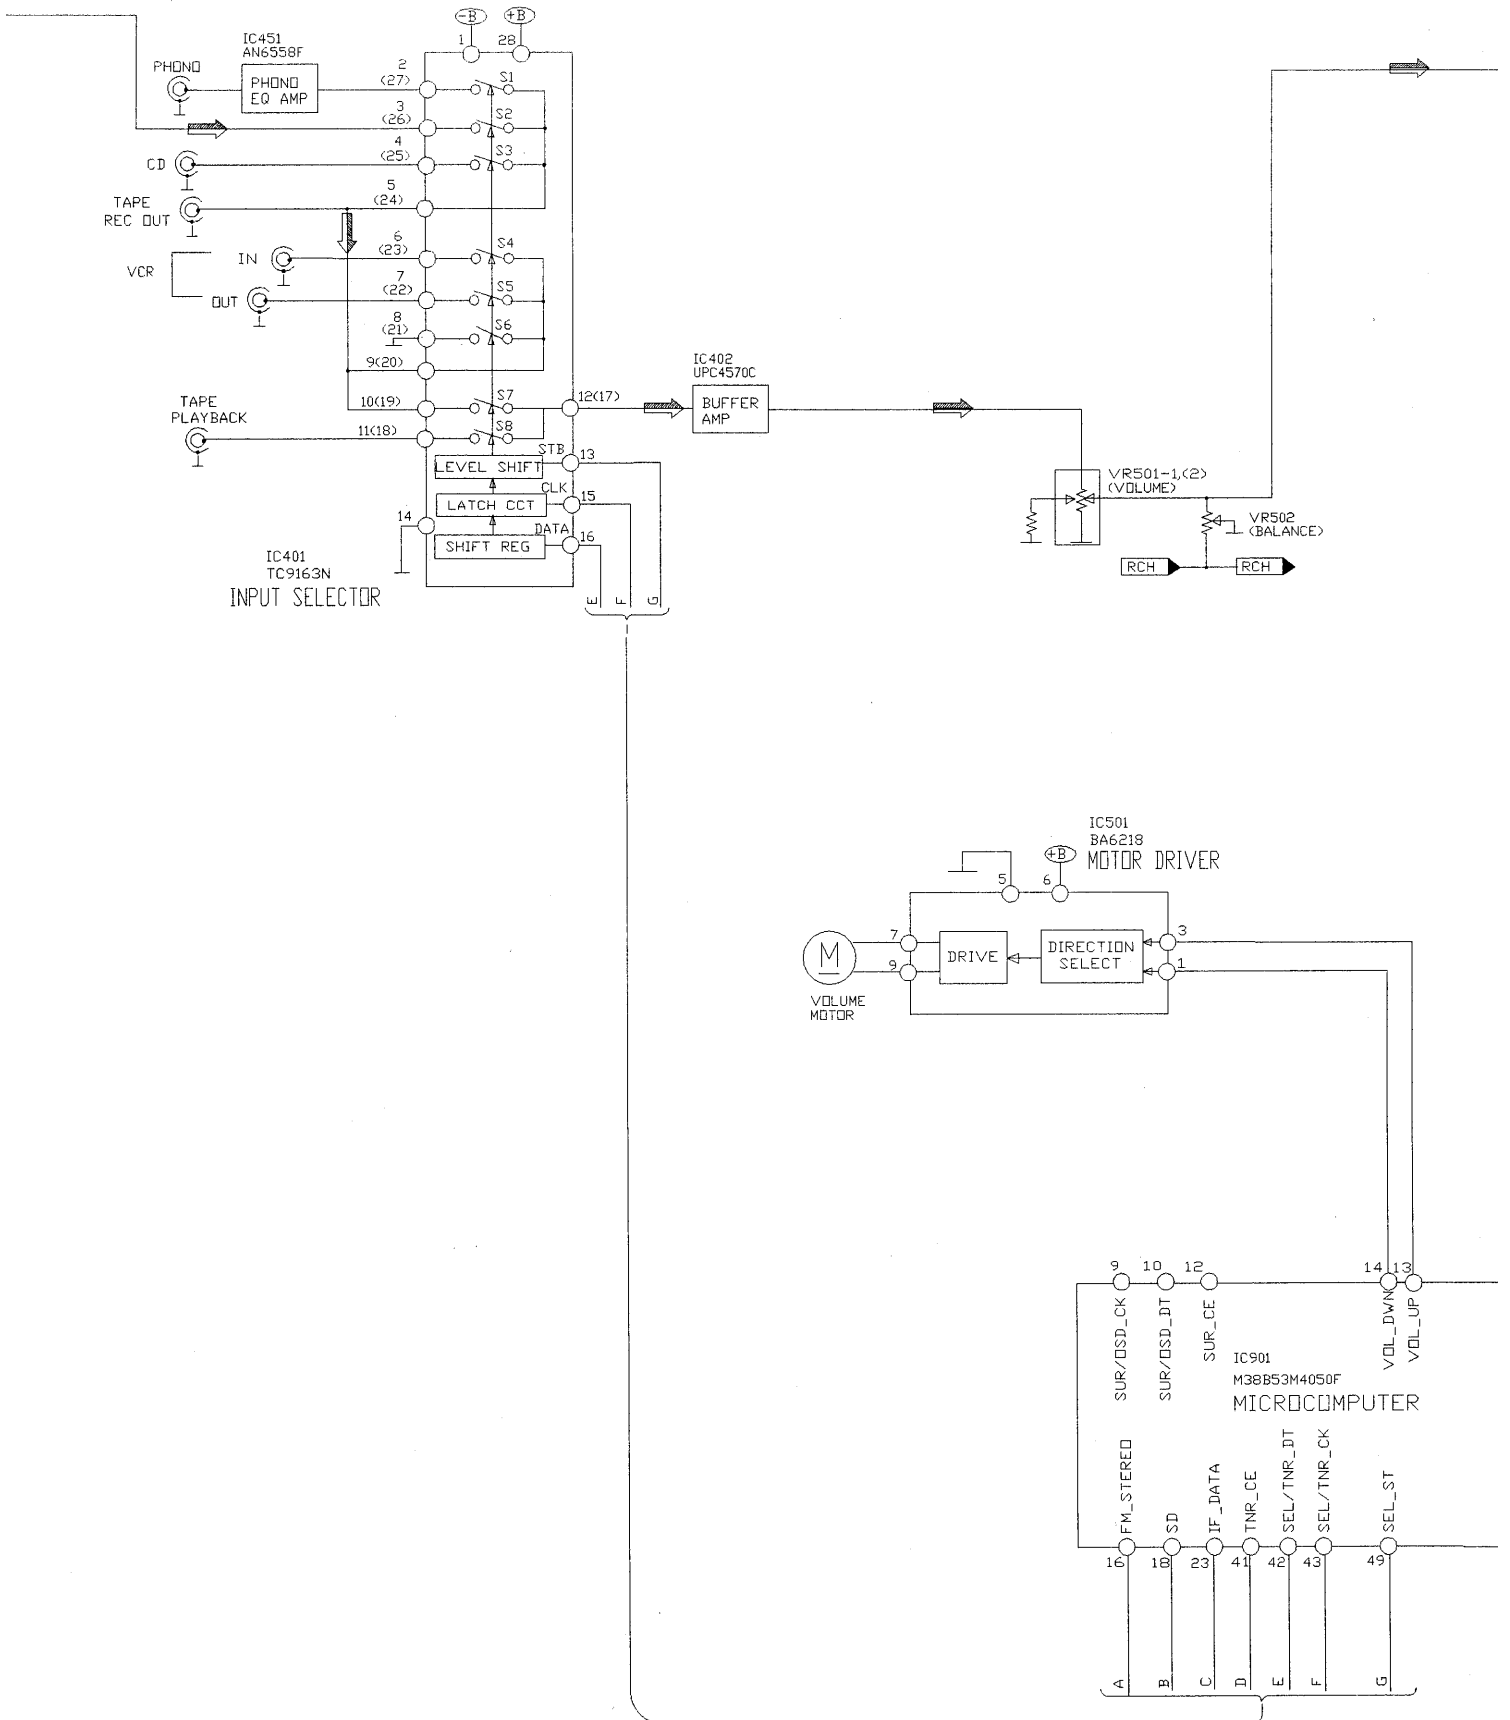 -B
+B
IC451
AN6558F
1
28
PHONO
PHONO
EQ AMP
2
(27)
S1
3
(26)
S2
4
(25)
S3
CD
5
(24)
TAPE
REC OUT
6
(23)
S4
VCR
IN
7
(22)
S5
OUT
8
(21)
S6
9(20)
IC402
UPC4570C
10(19)
S7
12(17)
BUFFER
AMP
TAPE
PLAYBACK
11(18)
S8
STB
13
LEVEL SHIFT
CLK
15
LATCH CCT
14
DATA
16
SHIFT REG
IC401
TC9163N
INPUT SELECTOR
E
F
G
VR501-1,(2)
(VOLUME)
VR502
(BALANCE)
RCH
RCH
IC501
BA6218
MOTOR DRIVER
+B
5
6
7
9
M
DRIVE
DIRECTION
SELECT
3
1
VOLUME
MOTOR
9
10
12
14
13
SUR/OSD_CK
SUR/OSD_DT
SUR_CE
VOL_DWN
VOL_UP
IC901
M38B53M4050F
MICROCOMPUTER
FM_STEREO
SD
IF_DATA
TNR_CE
SEL/TNR_DT
SEL/TNR_CK
SEL_ST
16
18
23
41
42
43
49
A
B
C
D
E
F
G